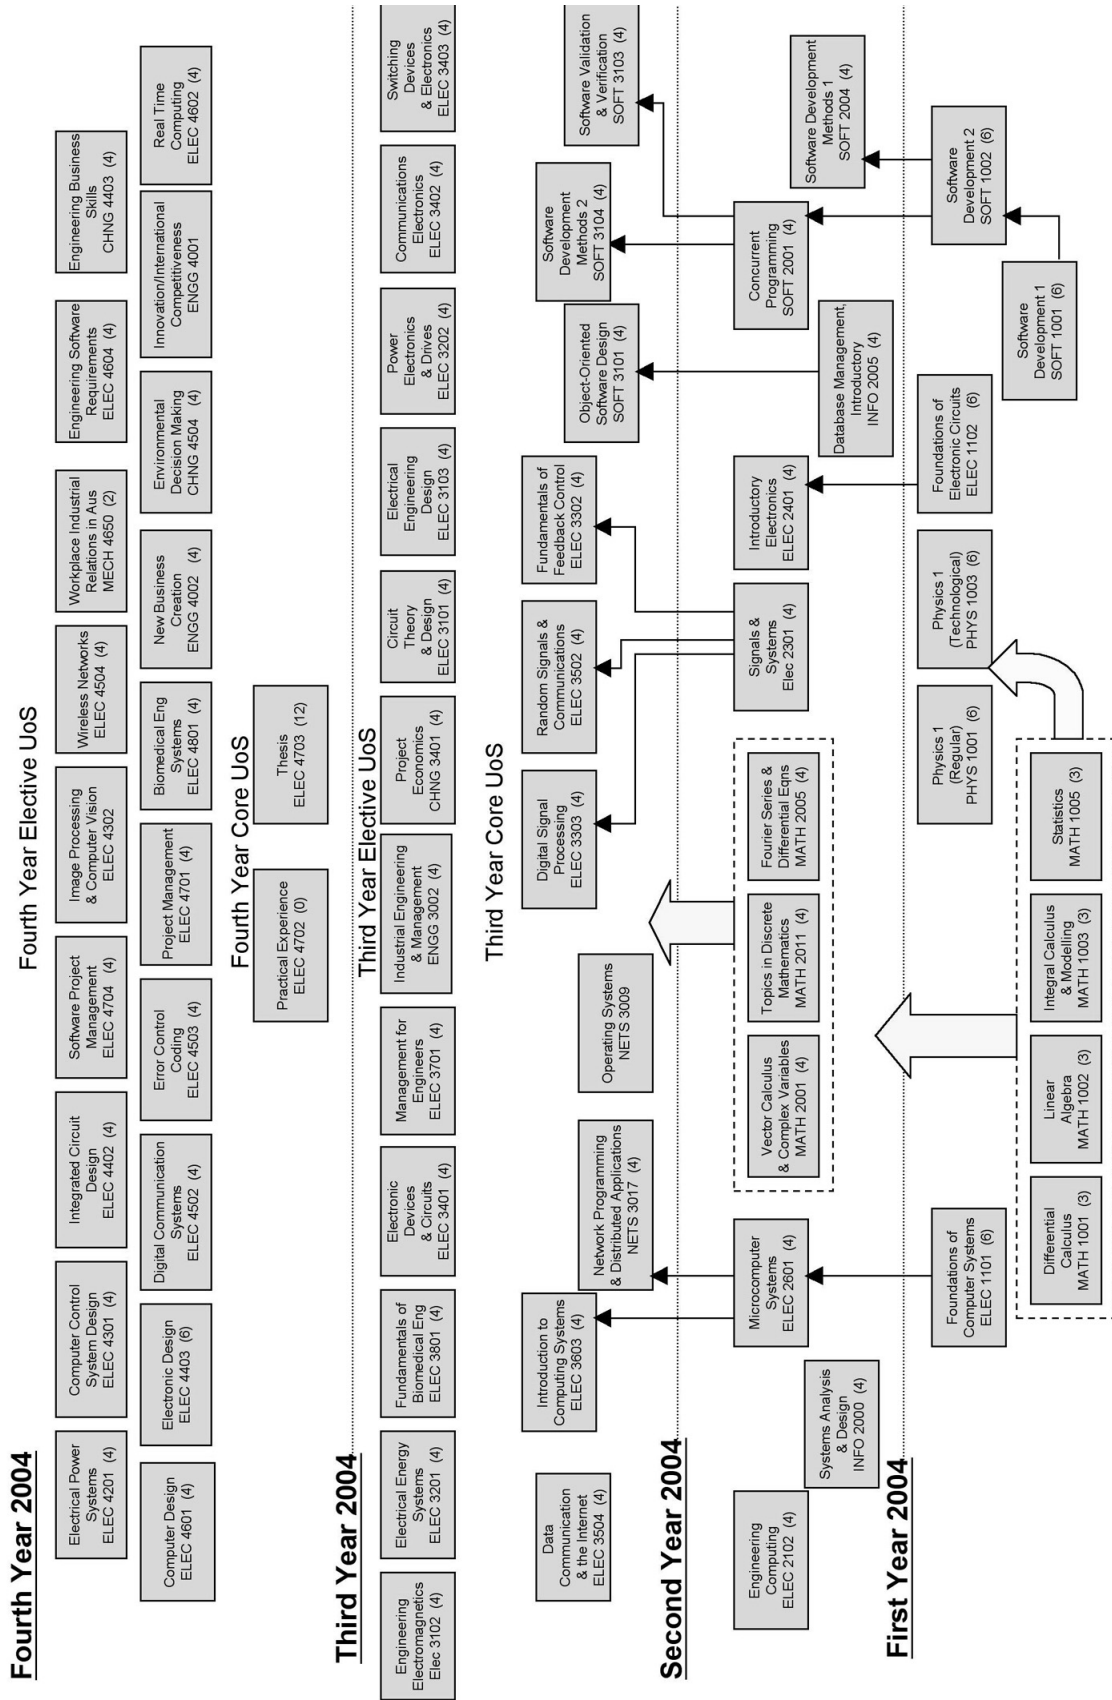 Fourth Year 2004
Fourth Year Elective UoS
Electrical Power
Systems
ELEC 4201 (4)
Computer Control
System Design
ELEC 4301 (4)
Integrated Circuit
Design
ELEC 4402 (4)
Software Project
Management
ELEC 4704 (4)
Image Processing
& Computer Vision
ELEC 4302
Wireless Networks
ELEC 4504 (4)
Workplace Industrial
Relations in Aus
MECH 4650 (2)
Engineering Software
Requirements
ELEC 4604 (4)
Engineering Business
Skills
CHNG 4403 (4)
Computer Design
ELEC 4601 (4)
Electronic Design
ELEC 4403 (6)
Digital Communication
Systems
ELEC 4502 (4)
Error Control
Coding
ELEC 4503 (4)
Project Management
ELEC 4701 (4)
Biomedical Eng
Systems
ELEC 4801 (4)
New Business
Creation
ENGG 4002 (4)
Environmental
Decision Making
CHNG 4504 (4)
Innovation/International
Competitiveness
ENGG 4001
Real Time
Computing
ELEC 4602 (4)
Fourth Year Core UoS
Practical Experience
ELEC 4702 (0)
Thesis
ELEC 4703 (12)
Third Year 2004
Third Year Elective UoS
Engineering
Electromagnetics
Elec 3102 (4)
Electrical Energy
Systems
ELEC 3201 (4)
Fundamentals of
Biomedical Eng
ELEC 3801 (4)
Electronic
Devices
& Circuits
ELEC 3401 (4)
Management for
Engineers
ELEC 3701 (4)
Industrial Engineering
& Management
ENGG 3002 (4)
Project
Economics
CHNG 3401 (4)
Circuit
Theory
& Design
ELEC 3101 (4)
Electrical
Engineering
Design
ELEC 3103 (4)
Power
Electronics
& Drives
ELEC 3202 (4)
Communications
Electronics
ELEC 3402 (4)
Switching
Devices
& Electronics
ELEC 3403 (4)
Third Year Core UoS
Data
Communication
& the Internet
ELEC 3504 (4)
Introduction to
Computing Systems
ELEC 3603 (4)
Network Programming
& Distributed Applications
NETS 3017 (4)
Operating Systems
NETS 3009
Digital Signal
Processing
ELEC 3303 (4)
Random Signals &
Communications
ELEC 3502 (4)
Fundamentals of
Feedback Control
ELEC 3302 (4)
Object-Oriented
Software Design
SOFT 3101 (4)
Software
Development
Methods 2
SOFT 3104 (4)
Software Validation
& Verification
SOFT 3103 (4)
Second Year 2004
Engineering
Computing
ELEC 2102 (4)
Systems Analysis
& Design
INFO 2000 (4)
Microcomputer
Systems
ELEC 2601 (4)
Vector Calculus
& Complex Variables
MATH 2001 (4)
Topics in Discrete
Mathematics
MATH 2011 (4)
Fourier Series &
Differential Eqns
MATH 2005 (4)
Signals &
Systems
Elec 2301 (4)
Introductory
Electronics
ELEC 2401 (4)
Database Management,
Introductory
INFO 2005 (4)
Concurrent
Programming
SOFT 2001 (4)
Software Development
Methods 1
SOFT 2004 (4)
First Year 2004
Foundations of
Computer Systems
ELEC 1101 (6)
Differential
Calculus
MATH 1001 (3)
Linear
Algebra
MATH 1002 (3)
Integral Calculus
& Modelling
MATH 1003 (3)
Statistics
MATH 1005 (3)
Physics 1
(Regular)
PHYS 1001 (6)
Physics 1
(Technological)
PHYS 1003 (6)
Foundations of
Electronic Circuits
ELEC 1102 (6)
Software
Development 1
SOFT 1001 (6)
Software
Development 2
SOFT 1002 (6)